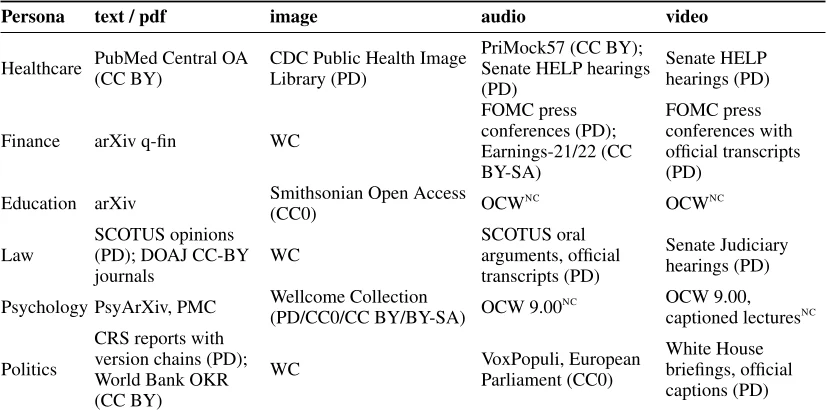 Persona text / pdf image audio video
Healthcare PubMed Central OA (CC BY) CDC Public Health Image Library (PD) PriMock57 (CC BY); Senate HELP hearings (PD) Senate HELP hearings (PD)
Finance arXiv q-fin WC FOMC press conferences (PD); Earnings-21/22 (CC BY-SA) FOMC press conferences with official transcripts (PD)
Education arXiv Smithsonian Open Access (CC0) OCWNC OCWNC
Law SCOTUS opinions (PD); DOAJ CC-BY journals WC SCOTUS oral arguments, official transcripts (PD) Senate Judiciary hearings (PD)
Psychology PsyArXiv, PMC Wellcome Collection (PD/CC0/CC BY/BY-SA) OCW 9.00NC OCW 9.00, captioned lecturesNC
Politics CRS reports with version chains (PD); World Bank OKR (CC BY) WC VoxPopuli, European Parliament (CC0) White House briefings, official captions (PD)